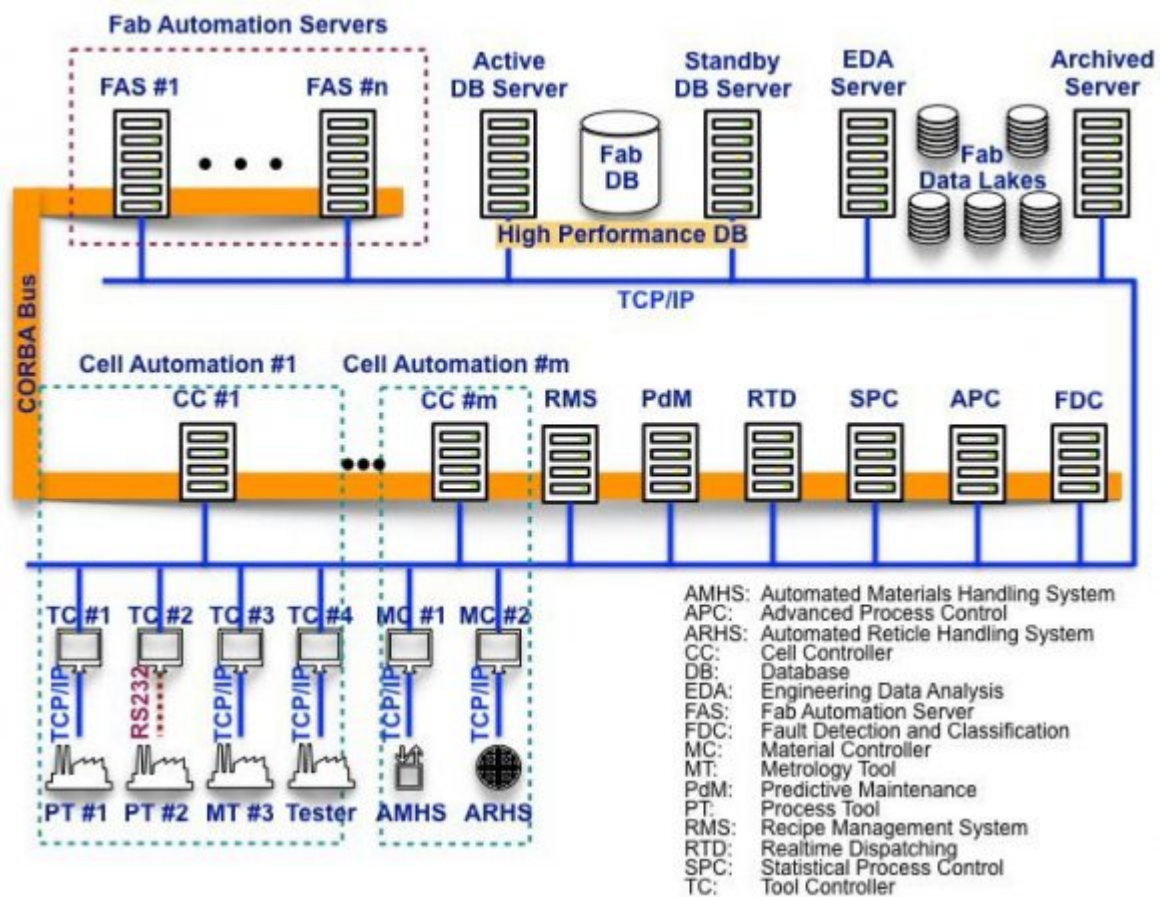 Fab Automation Servers
FAS #1
FAS #n
Active
DB Server
Standby
DB Server
EDA
Server
Archived
Server
Fab
DB
Fab
Data Lakes
High Performance DB
TCP/IP
CORBA Bus
Cell Automation #1
Cell Automation #m
CC #1
CC #m
RMS
PdM
RTD
SPC
APC
FDC
TC #1
TC #2
TC #3
TC #4
MC #1
MC #2
TCP/IP
RS232
TCP/IP
TCP/IP
TCP/IP
TCP/IP
PT #1
PT #2
MT #3
Tester
AMHS
ARHS
AMHS: Automated Materials Handling System
APC: Advanced Process Control
ARHS: Automated Reticle Handling System
CC: Cell Controller
DB: Database
EDA: Engineering Data Analysis
FAS: Fab Automation Server
FDC: Fault Detection and Classification
MC: Material Controller
MT: Metrology Tool
PdM: Predictive Maintenance
PT: Process Tool
RMS: Recipe Management System
RTD: Realtime Dispatching
SPC: Statistical Process Control
TC: Tool Controller